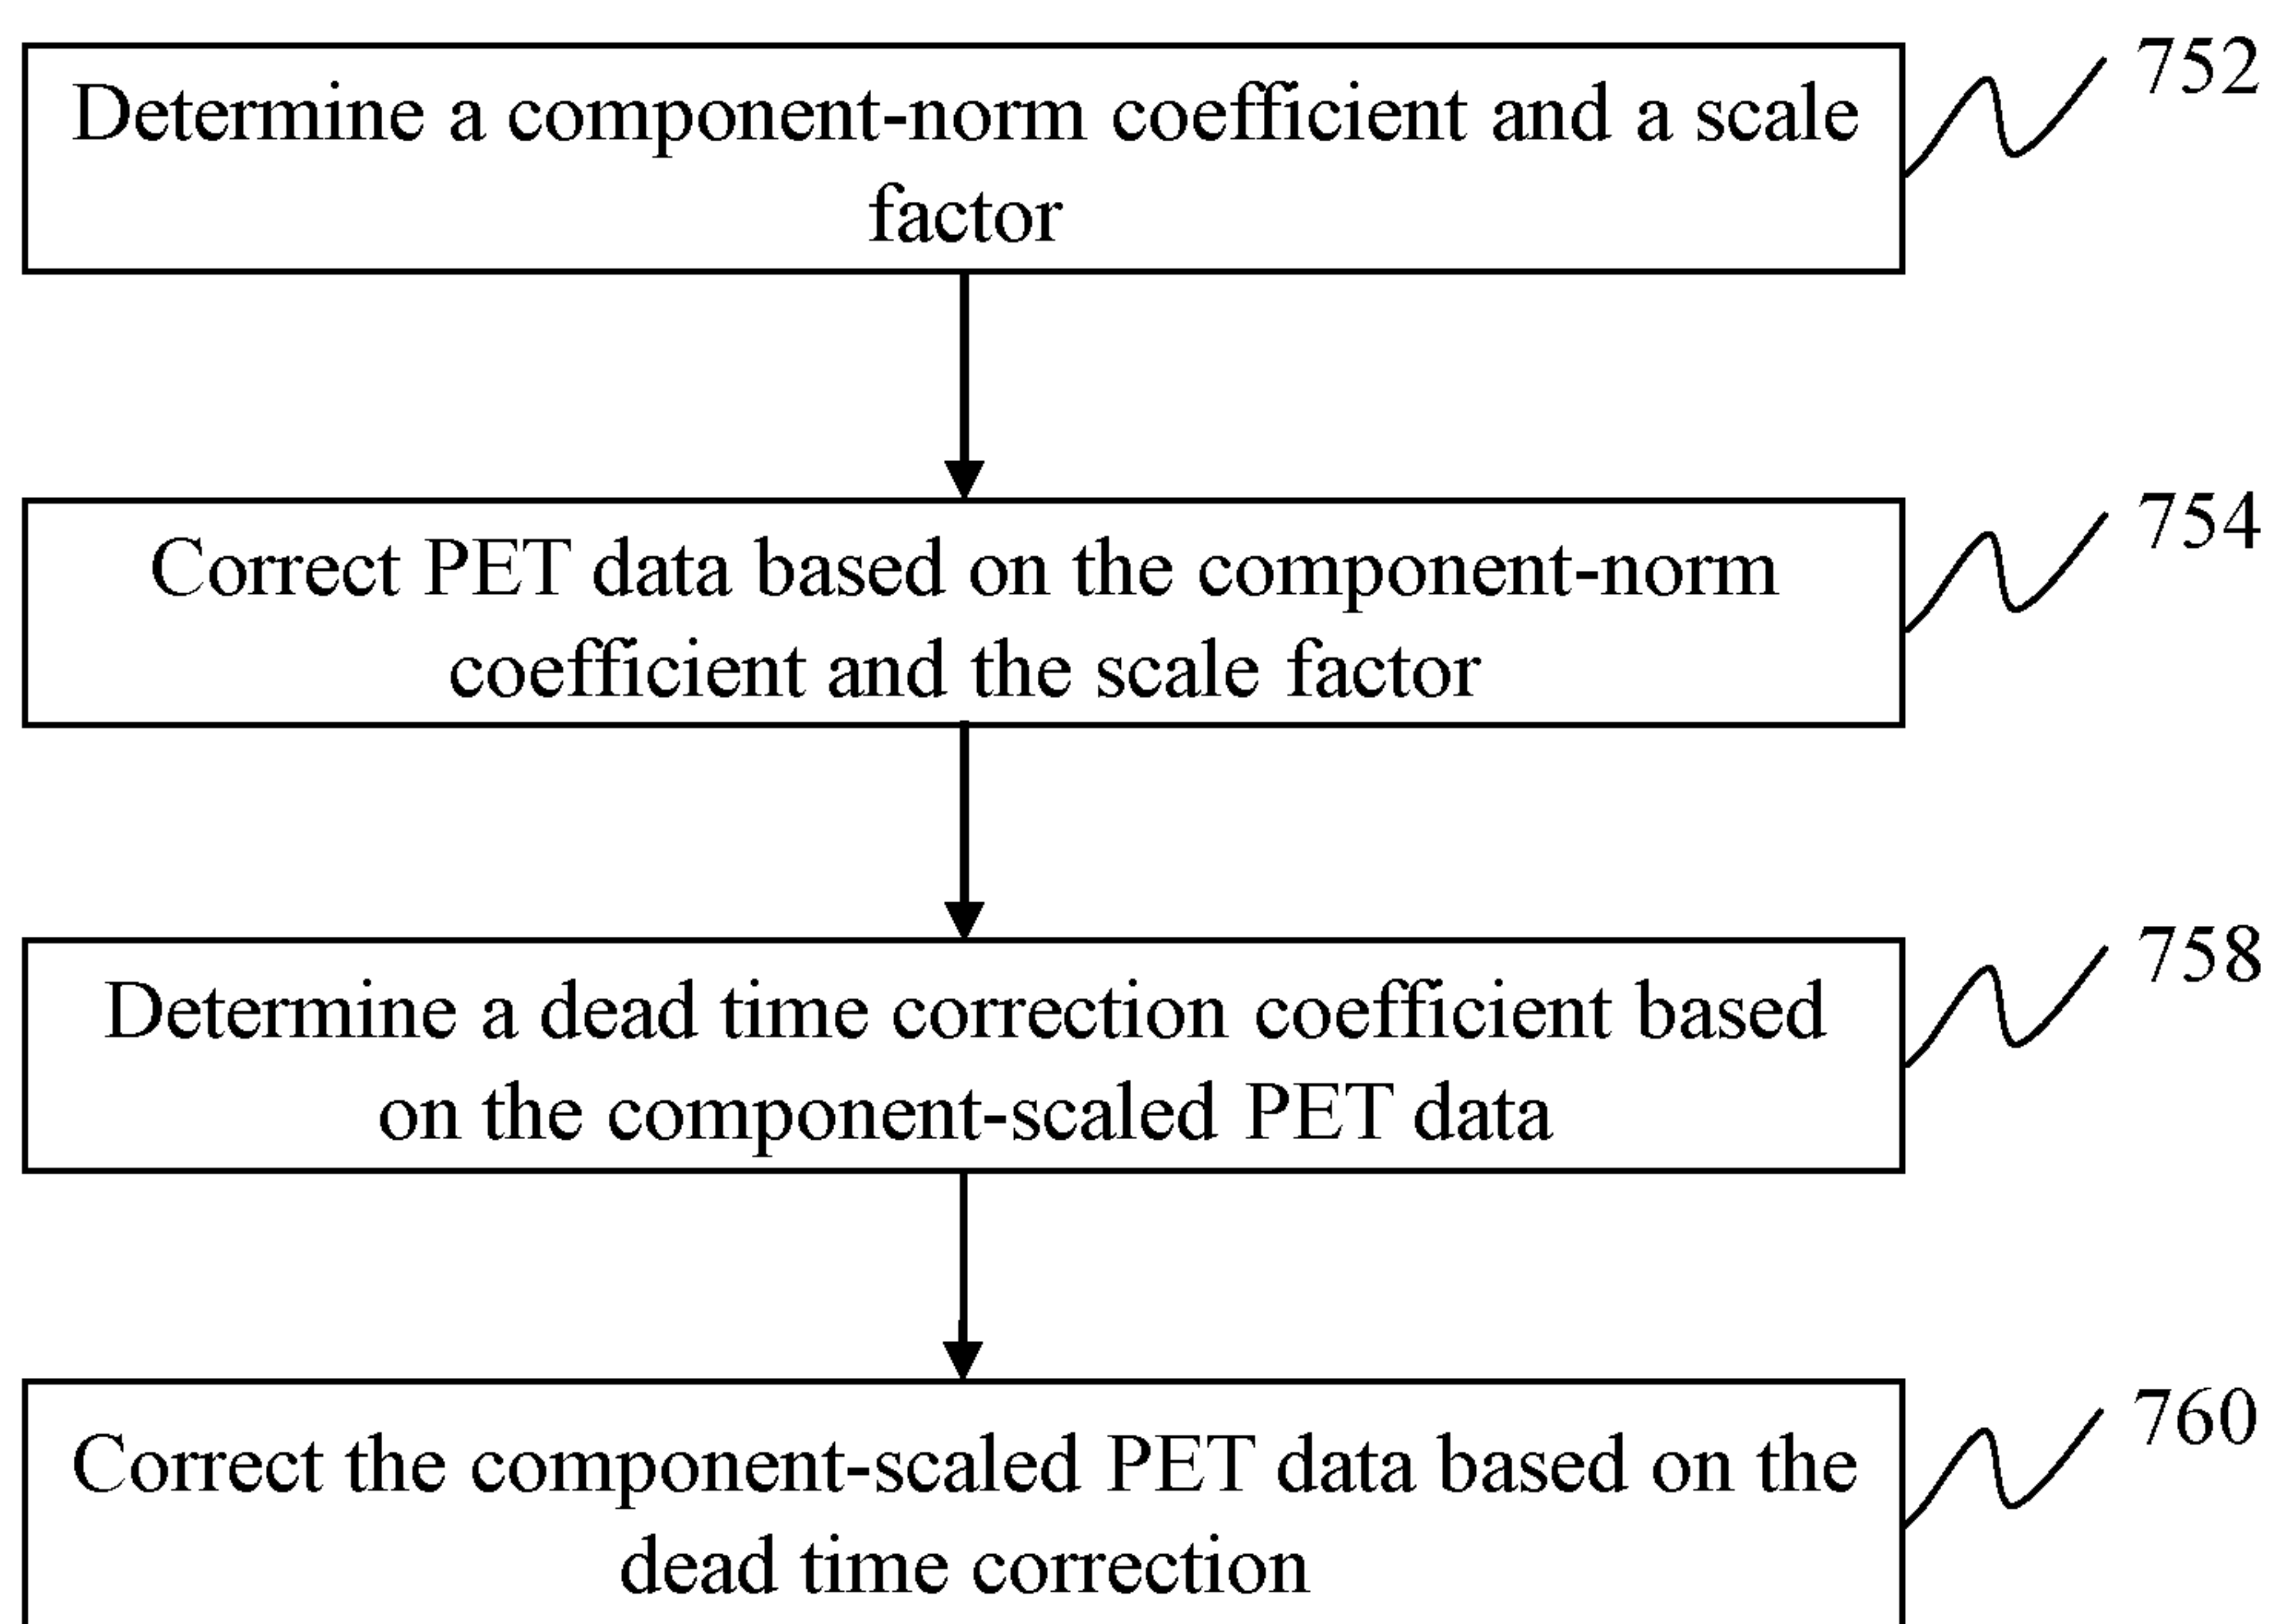 752
Determine a component-norm coefficient and a scale
factor
754
Correct PET data based on the component-norm
coefficient and the scale factor
758
Determine a dead time correction coefficient based
on the component-scaled PET data
760
Correct the component-scaled PET data based on the
dead time correction